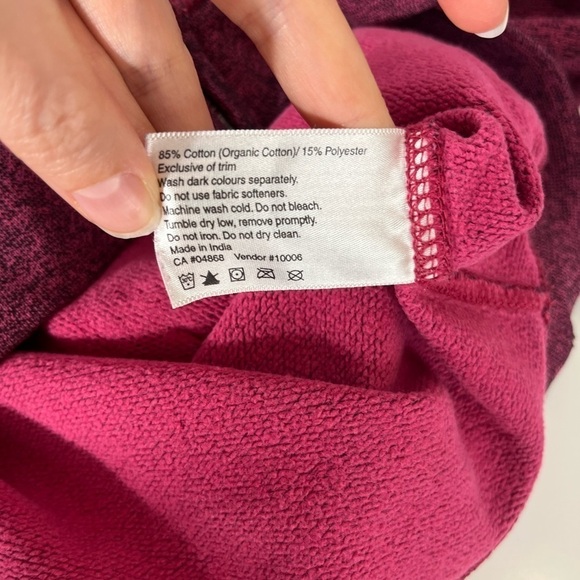 85% Cotton (Organic Cotton)/ 15% Polyester
Exclusive of trim
Wash dark colours separately.
Do not use fabric softeners.
Machine wash cold. Do not bleach.
Tumble dry low, remove promptly.
Do not iron. Do not dry clean.
Made in India
CA #04868 Vendor #10006